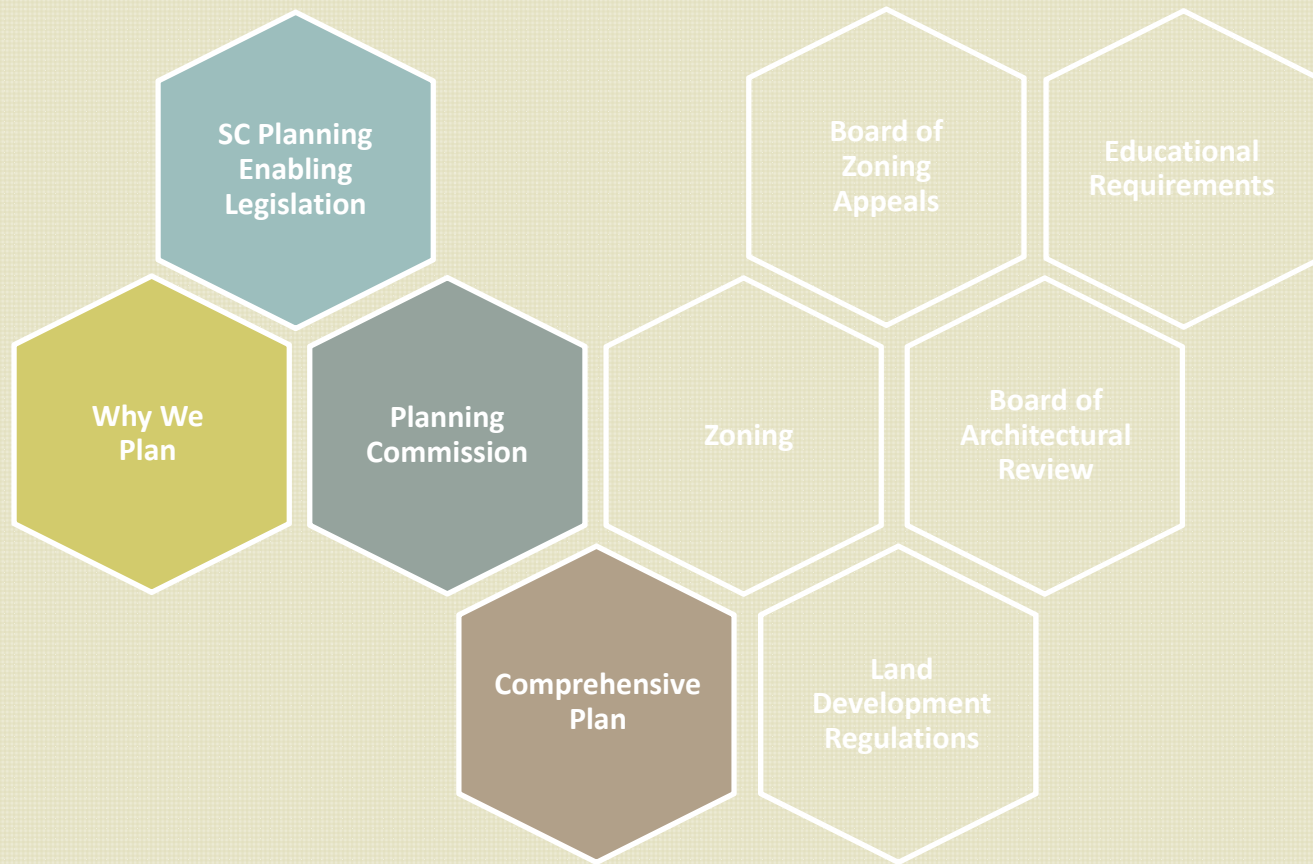 SC Planning
Enabling
Legislation
Board of
Zoning
Appeals
Educational
Requirements
Why We
Plan
Planning
Commission
Zoning
Board of
Architectural
Review
Comprehensive
Plan
Land
Development
Regulations